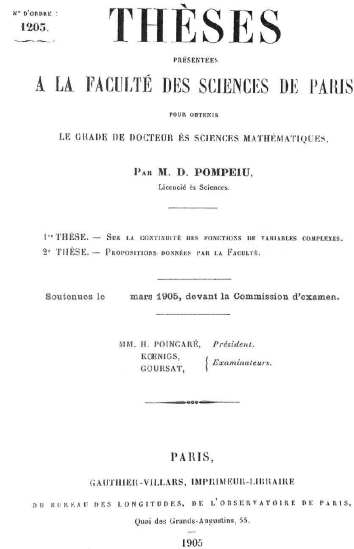 N° D'ORDRE :
1205.
THÈSES
PRÉSENTÉES
A LA FACULTÉ DES SCIENCES DE PARIS
POUR OBTENIR
LE GRADE DE DOCTEUR ÈS SCIENCES MATHÉMATIQUES,
PAR M. D. POMPEIU,
Licencié ès Sciences.
1re THÈSE. — SUR LA CONTINUITÉ DES FONCTIONS DE VARIABLES COMPLEXES.
2e THÈSE. — PROPOSITIONS DONNÉES PAR LA FACULTÉ.
Soutenues le mars 1905, devant la Commission d'examen.
MM. H. POINCARÉ, Président.
KŒNIGS,
GOURSAT, } Examinateurs.
PARIS,
GAUTHIER-VILLARS, IMPRIMEUR-LIBRAIRE
DU BUREAU DES LONGITUDES, DE L'OBSERVATOIRE DE PARIS,
Quai des Grands-Augustins, 55.
1905